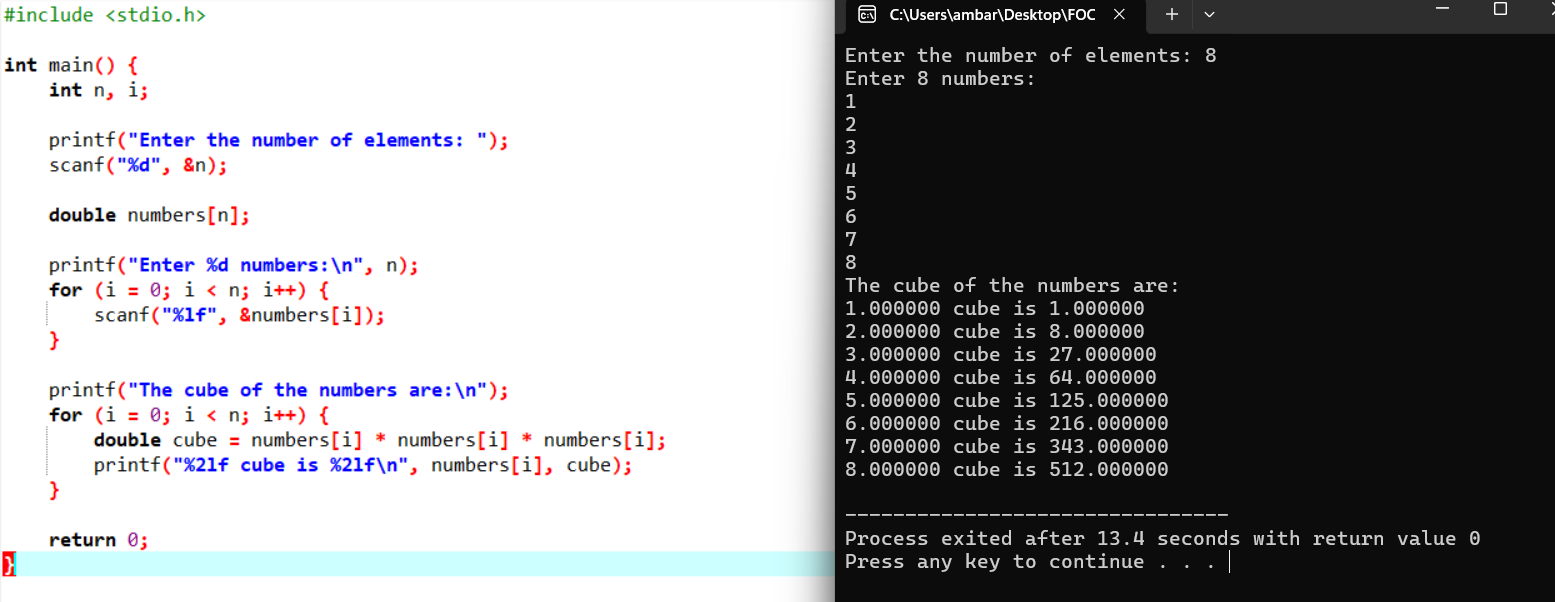 #include <stdio.h>
int main() {
    int n, i;
    printf("Enter the number of elements: ");
    scanf("%d", &n);
    double numbers[n];
    printf("Enter %d numbers:\n", n);
    for (i = 0; i < n; i++) {
        scanf("%lf", &numbers[i]);
    }
    printf("The cube of the numbers are:\n");
    for (i = 0; i < n; i++) {
        double cube = numbers[i] * numbers[i] * numbers[i];
        printf("%2lf cube is %2lf\n", numbers[i], cube);
    }
    return 0;
}
C:\Users\ambar\Desktop\FOC
Enter the number of elements: 8
Enter 8 numbers:
1
2
3
4
5
6
7
8
The cube of the numbers are:
1.000000 cube is 1.000000
2.000000 cube is 8.000000
3.000000 cube is 27.000000
4.000000 cube is 64.000000
5.000000 cube is 125.000000
6.000000 cube is 216.000000
7.000000 cube is 343.000000
8.000000 cube is 512.000000
--------------------------------
Process exited after 13.4 seconds with return value 0
Press any key to continue . . .